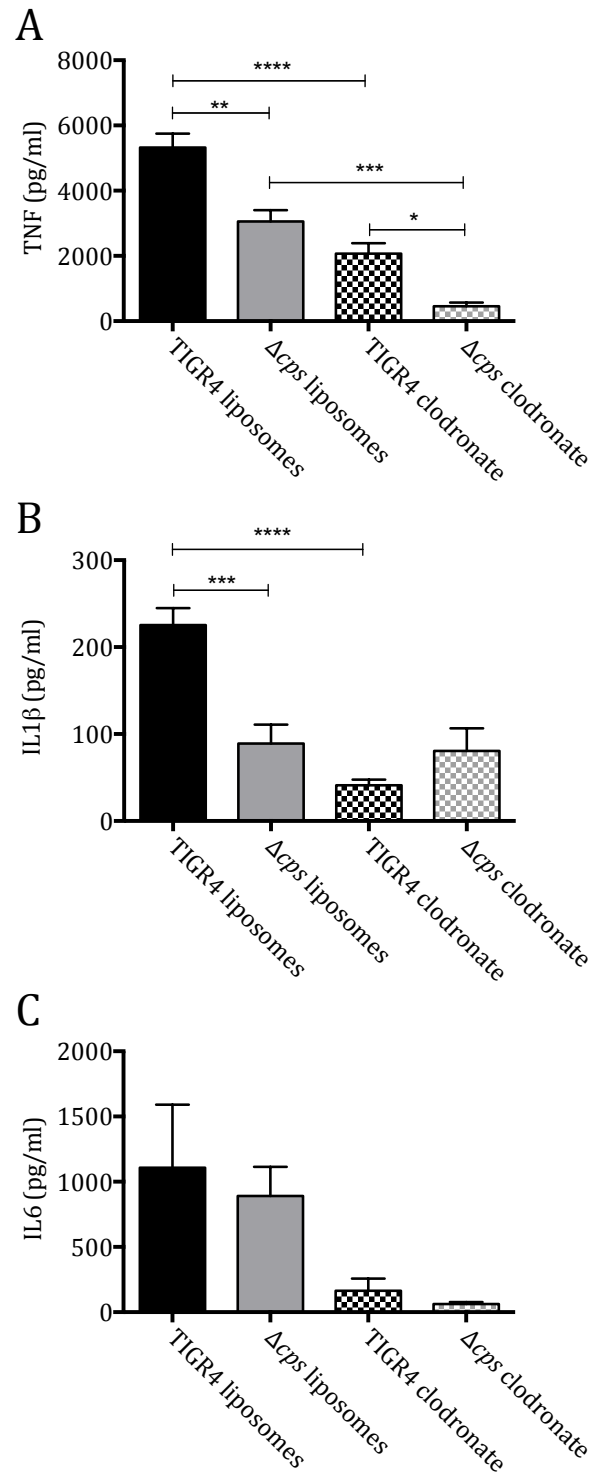 A
8000
6000
4000
2000
0
TNF (pg/ml)
****
**
***
*
TIGR4 liposomes
Δcps liposomes
TIGR4 clodronate
Δcps clodronate
B
300
200
100
0
IL1β (pg/ml)
****
***
TIGR4 liposomes
Δcps liposomes
TIGR4 clodronate
Δcps clodronate
C
2000
1500
1000
500
0
IL6 (pg/ml)
TIGR4 liposomes
Δcps liposomes
TIGR4 clodronate
Δcps clodronate